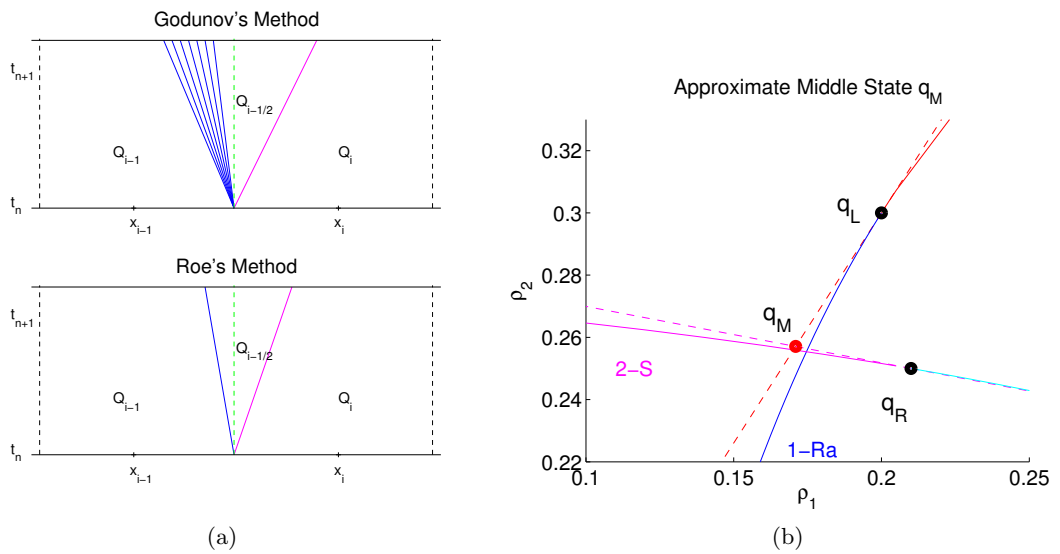 Godunov's Method
t_{n+1}
Q_{i−1/2}
Q_{i−1}
Q_i
t_n
x_{i−1}
x_i
Roe's Method
t_{n+1}
Q_{i−1/2}
Q_{i−1}
Q_i
t_n
x_{i−1}
x_i
(a)
Approximate Middle State q_M
0.32
q_L
0.3
ρ_2
0.28
q_M
0.26
2−S
q_R
0.24
1−Ra
0.22
0.1
0.15
0.2
0.25
ρ_1
(b)